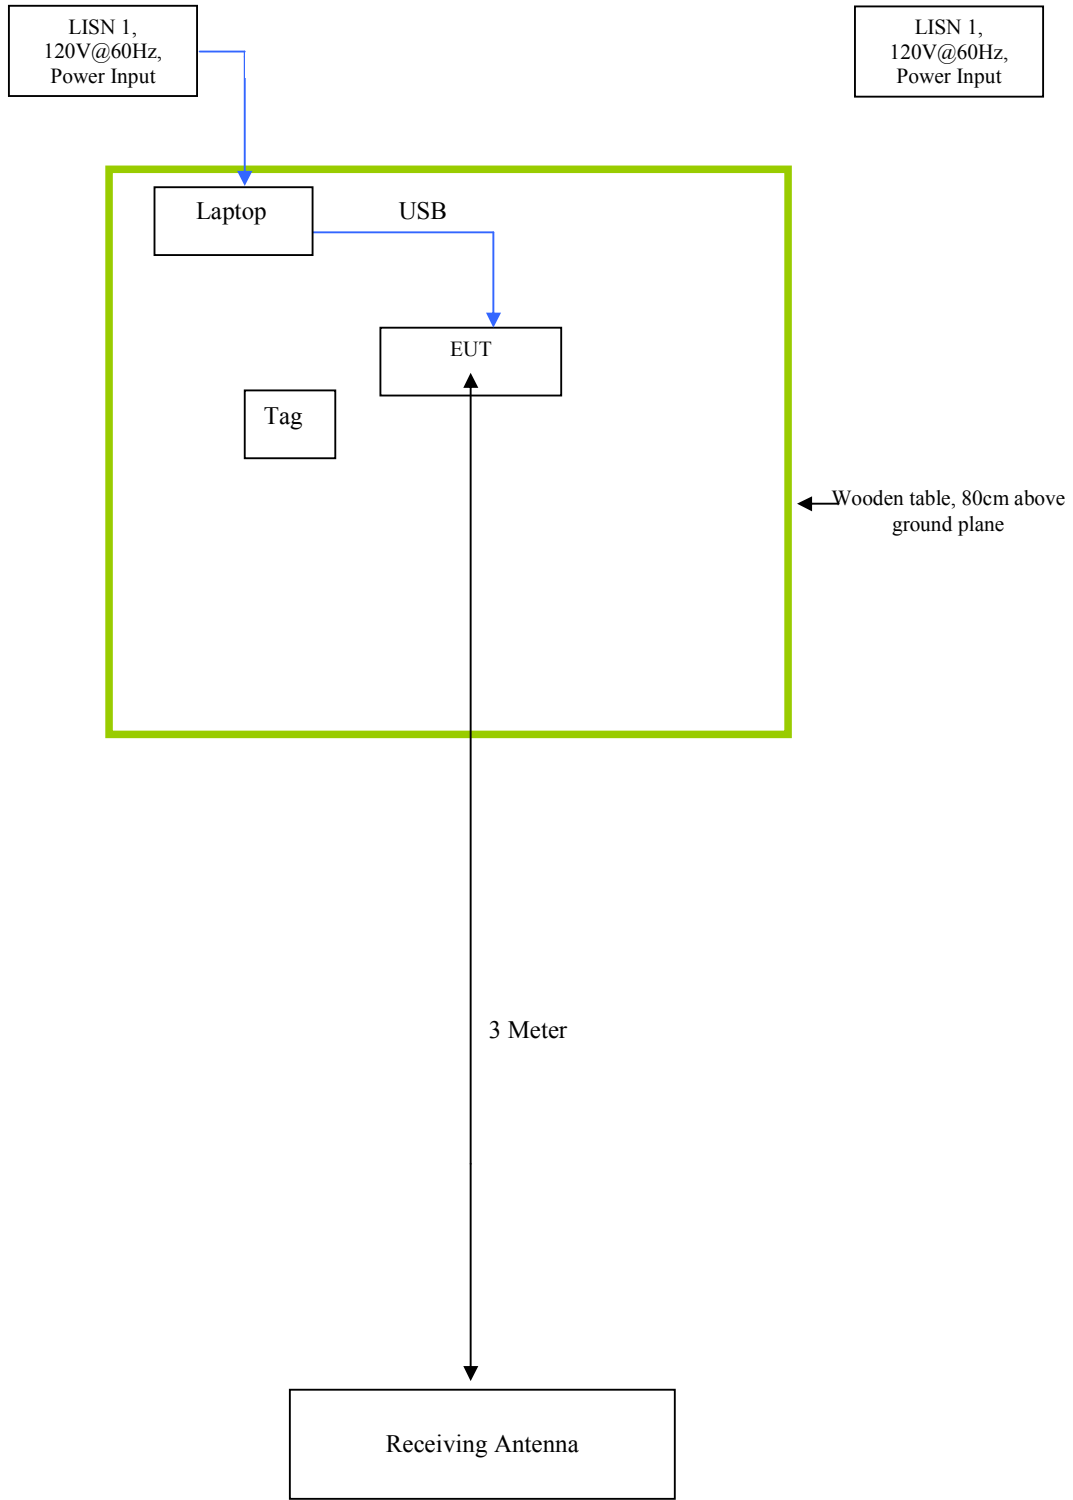 LISN 1,
120V@60Hz,
Power Input
LISN 1,
120V@60Hz,
Power Input
Laptop
USB
EUT
Tag
Wooden table, 80cm above
ground plane
3 Meter
Receiving Antenna